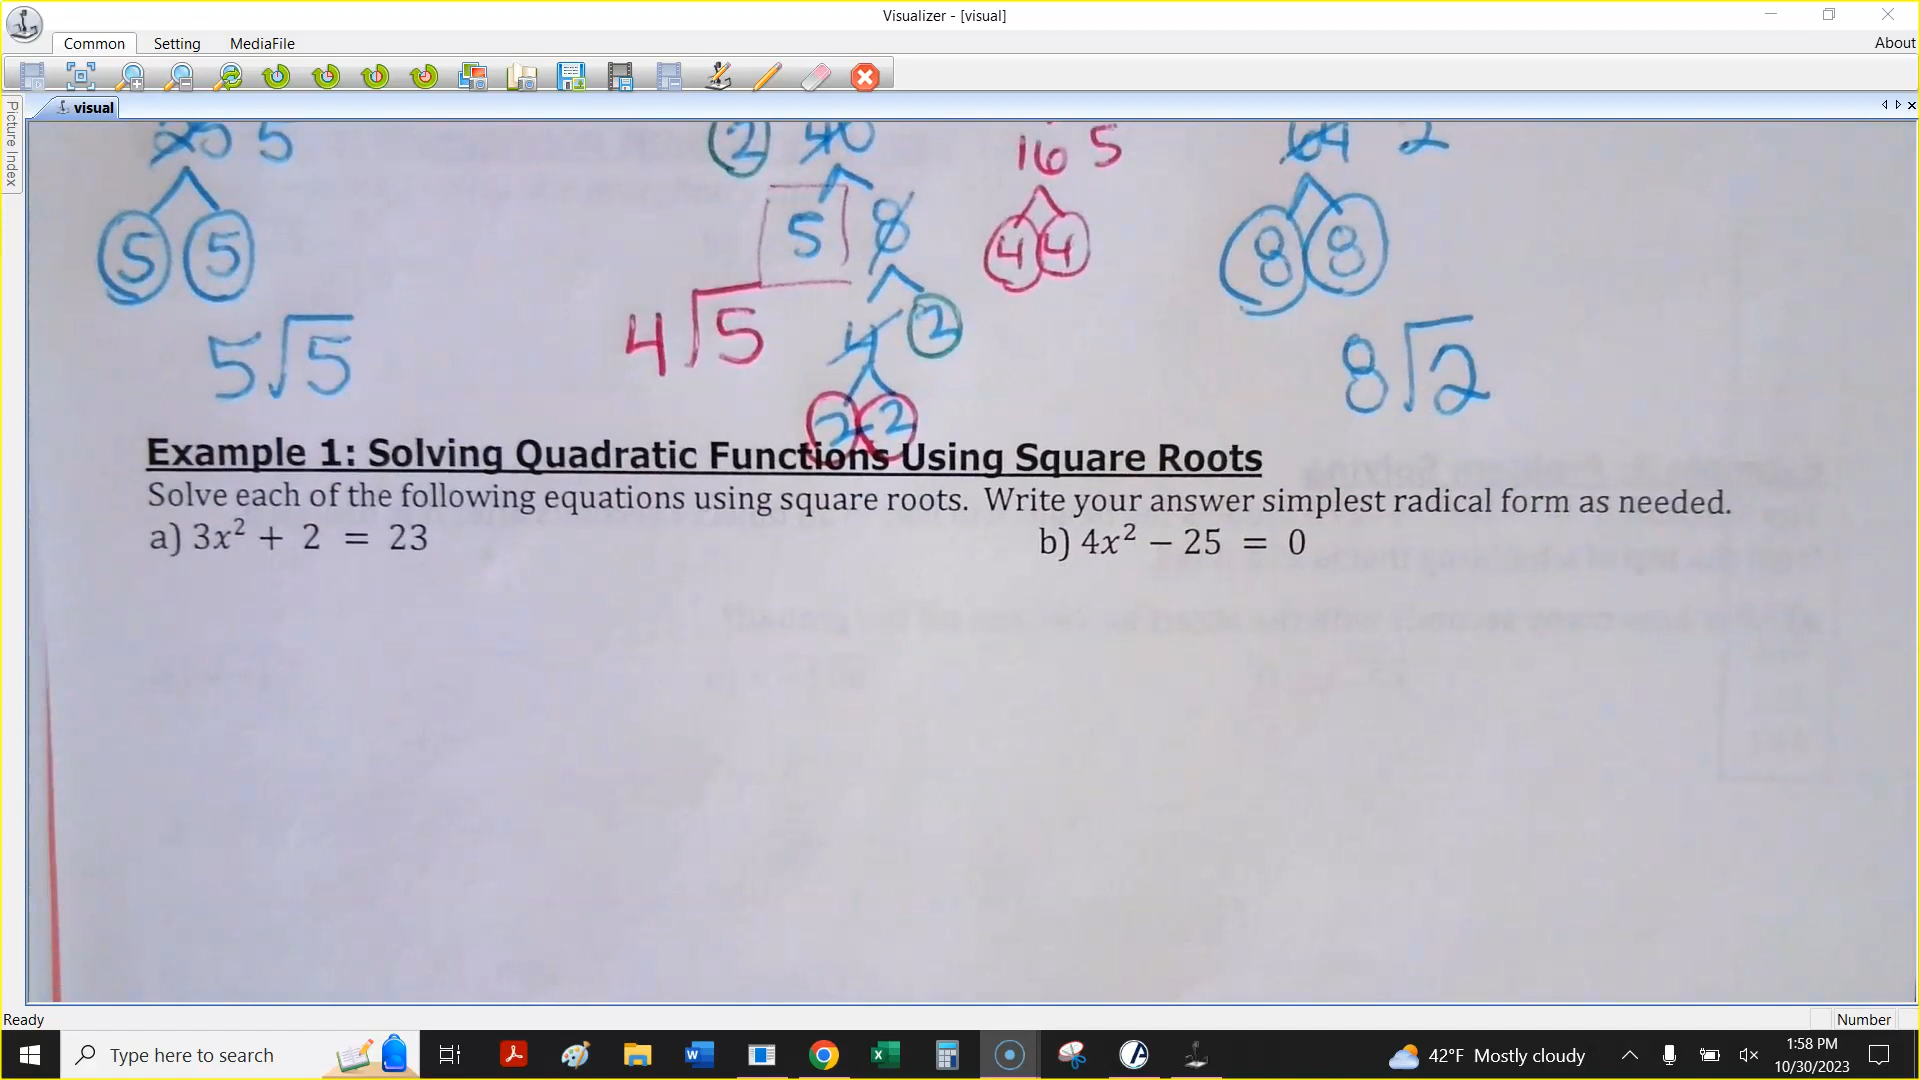 Visualizer - [visual]
Common Setting MediaFile
About
Picture Index
visual
25 5
2 40
16 5
64 2
5 8
5 5
4 4
8 8
5√5
4√5
4 2
8√2
2 2
Example 1: Solving Quadratic Functions Using Square Roots
Solve each of the following equations using square roots. Write your answer simplest radical form as needed.
a) 3x² + 2 = 23
b) 4x² − 25 = 0
Ready
Number
Type here to search
42°F Mostly cloudy
1:58 PM
10/30/2023